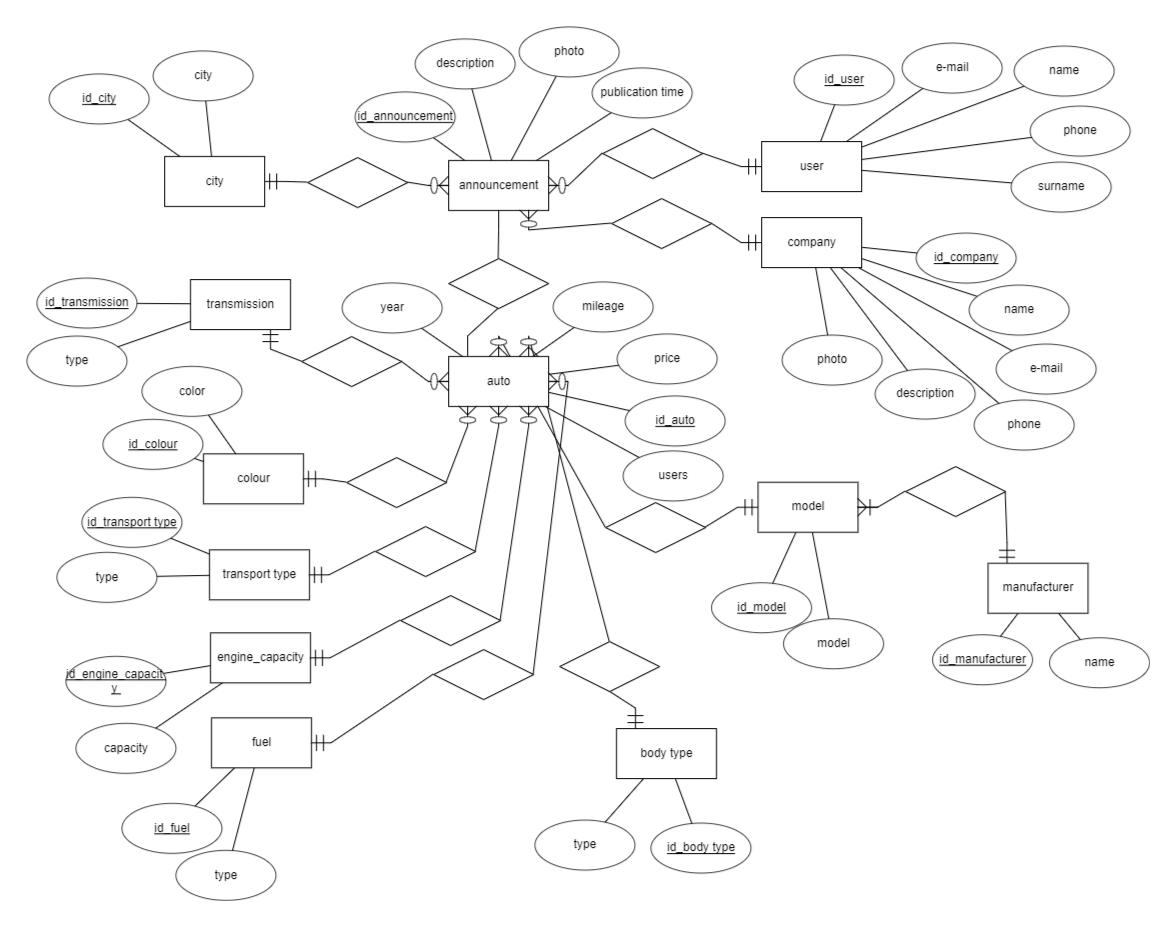 photo
city
description
e-mail
name
id_user
id_city
publication time
id_announcement
phone
user
city
announcement
surname
company
id_company
id_transmission
transmission
year
mileage
name
type
photo
price
e-mail
auto
color
description
id_auto
phone
id_colour
colour
users
model
id_transport type
type
transport type
manufacturer
id_model
engine_capacity
model
id_manufacturer
name
id_engine_capacit
y
fuel
capacity
body type
id_fuel
type
id_body type
type